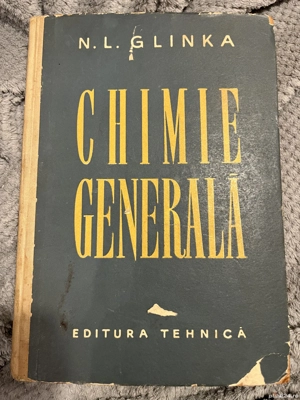 N.L. GLINKA
CHIMIE
GENERALĂ
EDITURA TEHNICĂ